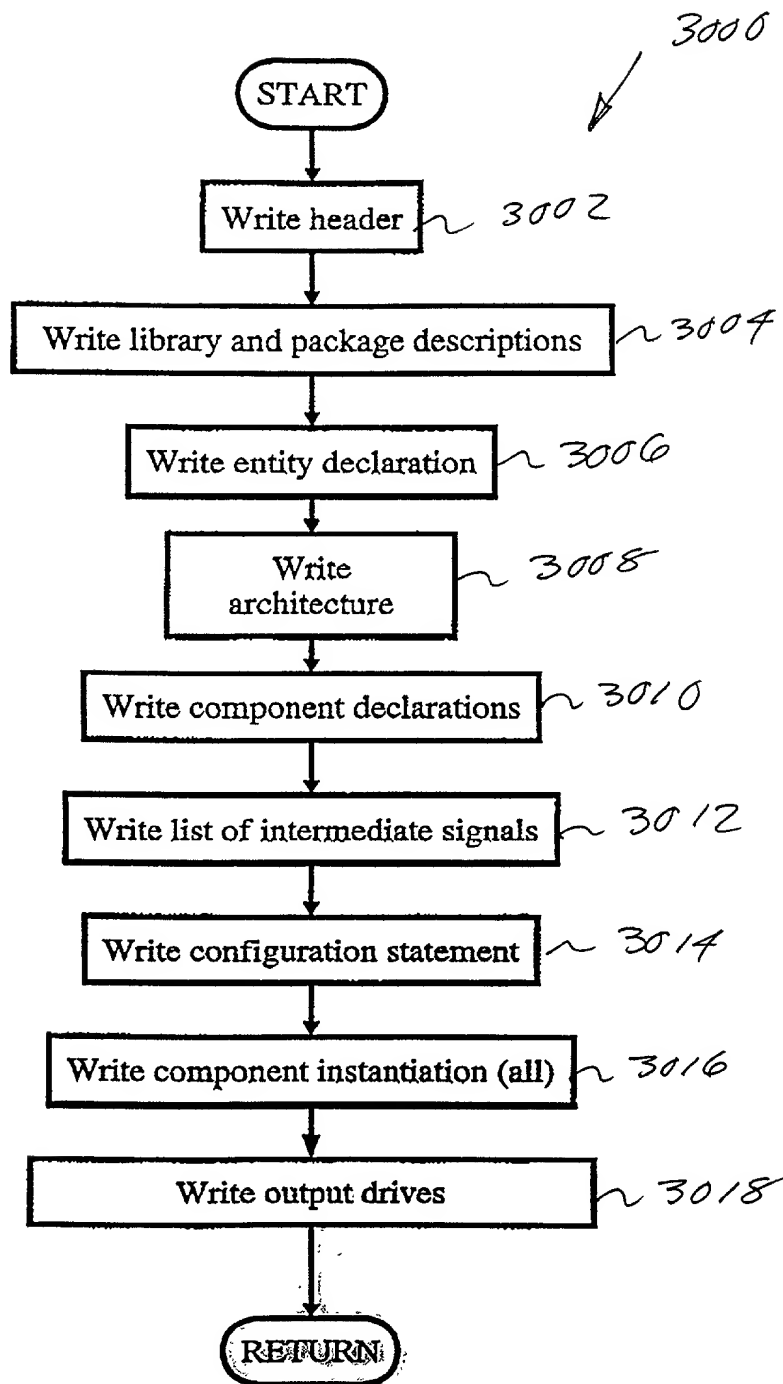 3000
START
Write header 3002
Write library and package descriptions 3004
Write entity declaration 3006
Write
architecture
3008
Write component declarations 3010
Write list of intermediate signals 3012
Write configuration statement 3014
Write component instantiation (all) 3016
Write output drives 3018
RETURN